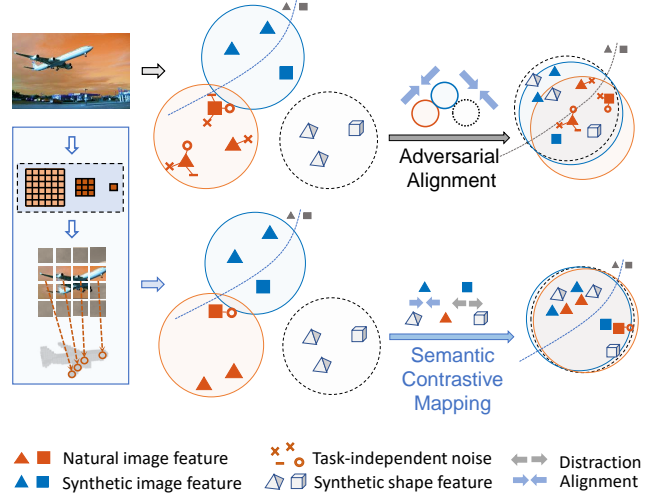 Adversarial
Alignment
Semantic
Contrastive
Mapping
Natural image feature
Task-independent noise
Distraction
Synthetic image feature
Synthetic shape feature
Alignment